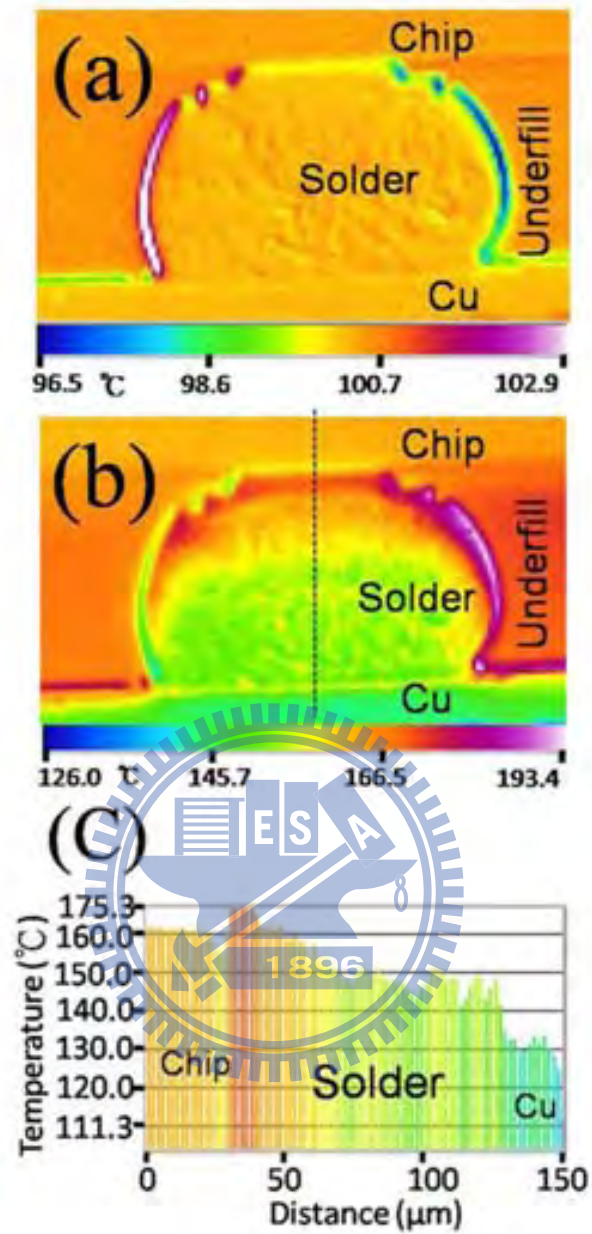 (a)
Chip
Solder
Underfill
Cu
96.5 ℃ 98.6 100.7 102.9
(b)
Chip
Solder
Underfill
Cu
126.0 ℃ 145.7 166.5 193.4
E S A
(C)
175.3
160.0
150.0
140.0
130.0
120.0
111.3
Temperature (℃)
1896
Chip
Solder
Cu
0 50 100 150
Distance (μm)